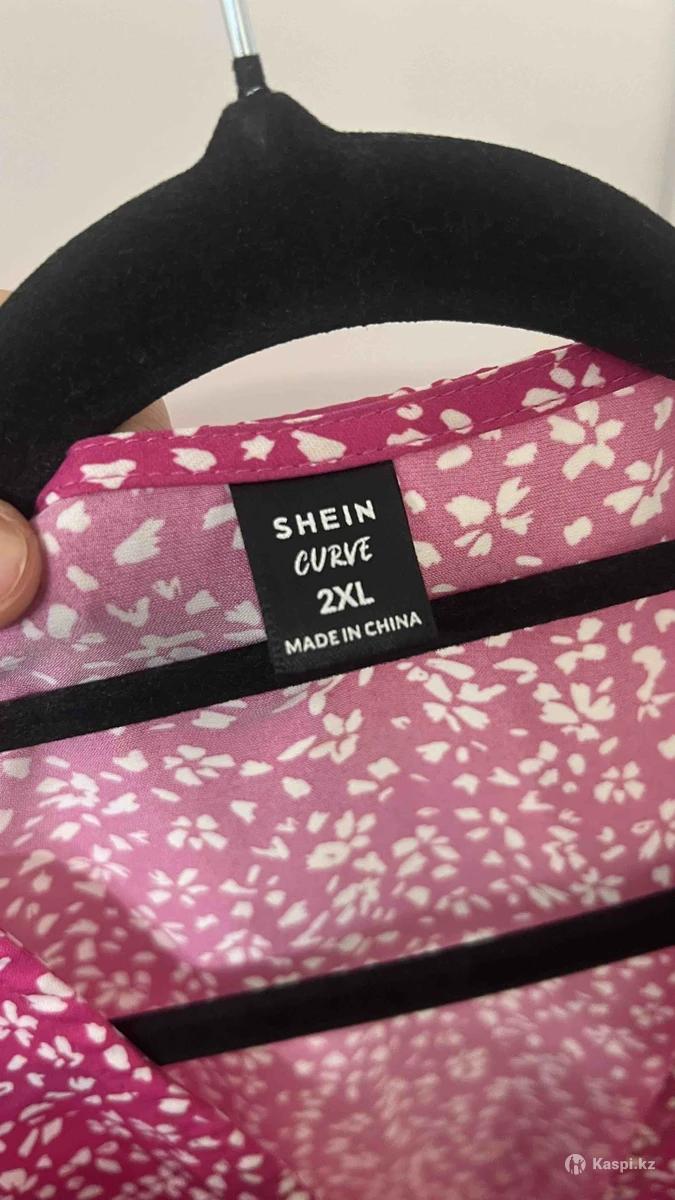 SHEIN
CURVE
2XL
MADE IN CHINA
Kaspi.kz